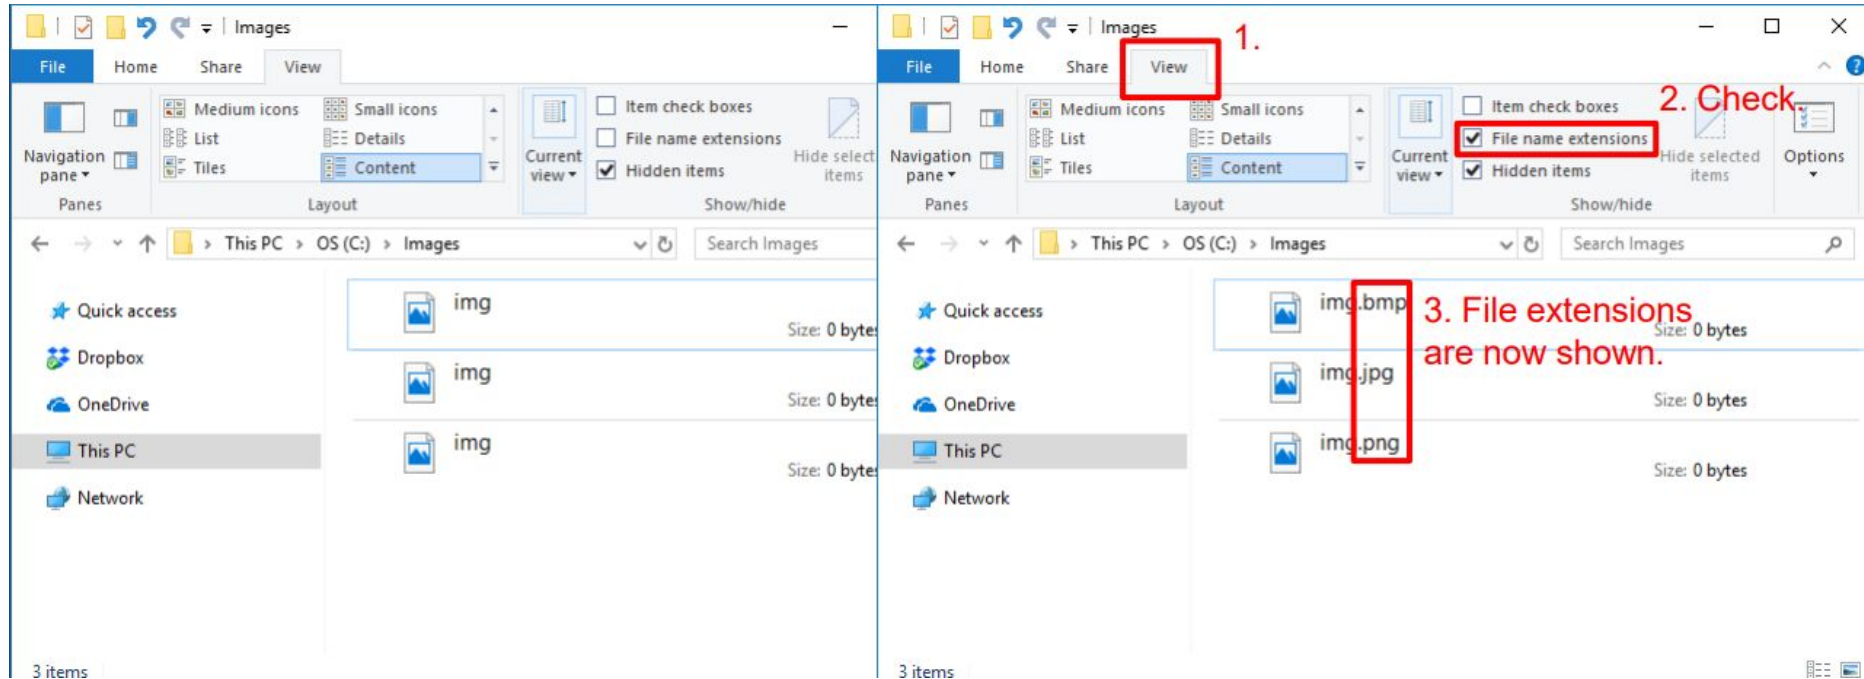 Images
File Home Share View
Medium icons Small icons
List Details
Tiles Content
Navigation pane
Current view
Item check boxes
File name extensions
Hidden items
Hide select
items
Panes Layout Show/hide
This PC > OS (C:) > Images
Search Images
Quick access
Dropbox
OneDrive
This PC
Network
img
Size: 0 bytes
img
Size: 0 bytes
img
Size: 0 bytes
3 items
Images
1.
File Home Share View
Medium icons Small icons
List Details
Tiles Content
Navigation pane
Current view
Item check boxes
2. Check.
File name extensions
Hidden items
Hide selected
items
Options
Panes Layout Show/hide
This PC > OS (C:) > Images
Search Images
Quick access
Dropbox
OneDrive
This PC
Network
img.bmp
Size: 0 bytes
3. File extensions
are now shown.
img.jpg
Size: 0 bytes
img.png
Size: 0 bytes
3 items